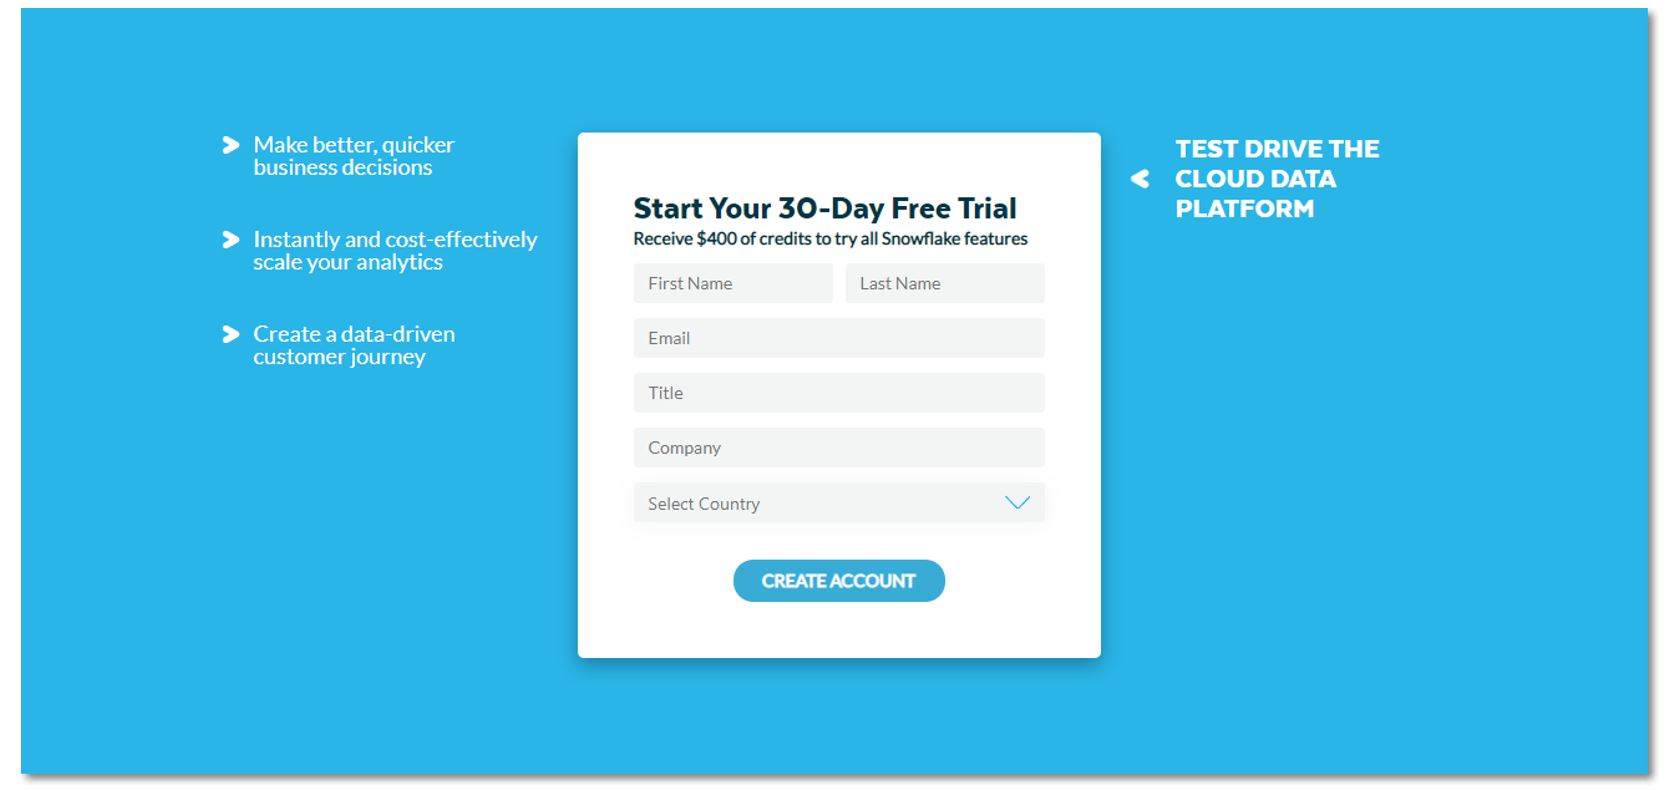 Make better, quicker
business decisions
Instantly and cost-effectively
scale your analytics
Create a data-driven
customer journey
Start Your 30-Day Free Trial
Receive $400 of credits to try all Snowflake features
First Name
Last Name
Email
Title
Company
Select Country
CREATE ACCOUNT
TEST DRIVE THE
CLOUD DATA
PLATFORM